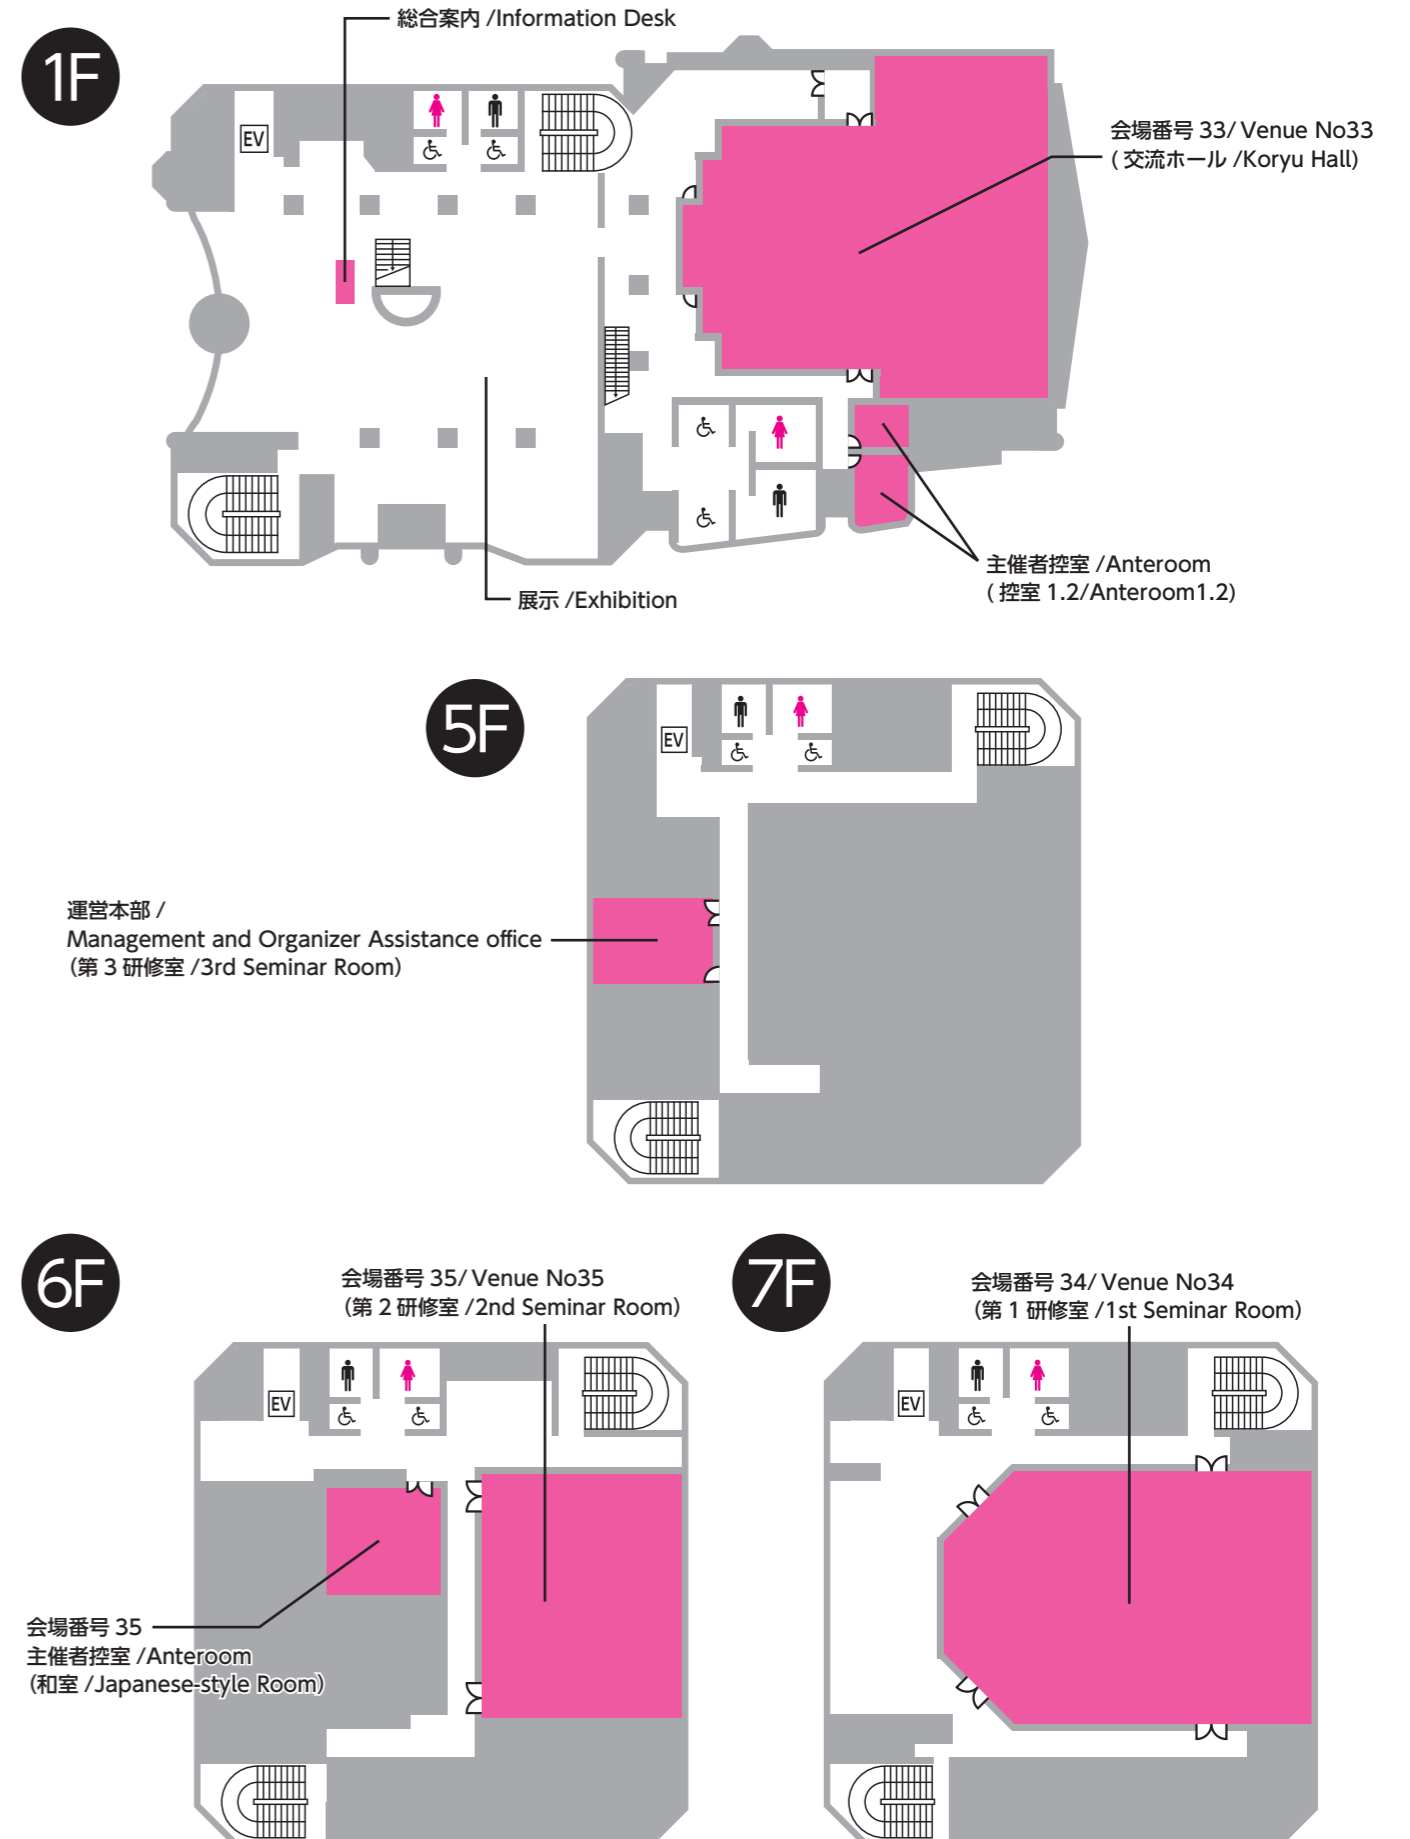 総合案内 /Information Desk
1F
EV
会場番号 33/ Venue No33
( 交流ホール /Koryu Hall)
主催者控室 /Anteroom
( 控室 1.2/Anteroom1.2)
展示 /Exhibition
5F
EV
運営本部 /
Management and Organizer Assistance office
(第 3 研修室 /3rd Seminar Room)
6F
会場番号 35/ Venue No35
(第 2 研修室 /2nd Seminar Room)
EV
会場番号 35
主催者控室 /Anteroom
(和室 /Japanese-style Room)
7F
会場番号 34/ Venue No34
(第 1 研修室 /1st Seminar Room)
EV